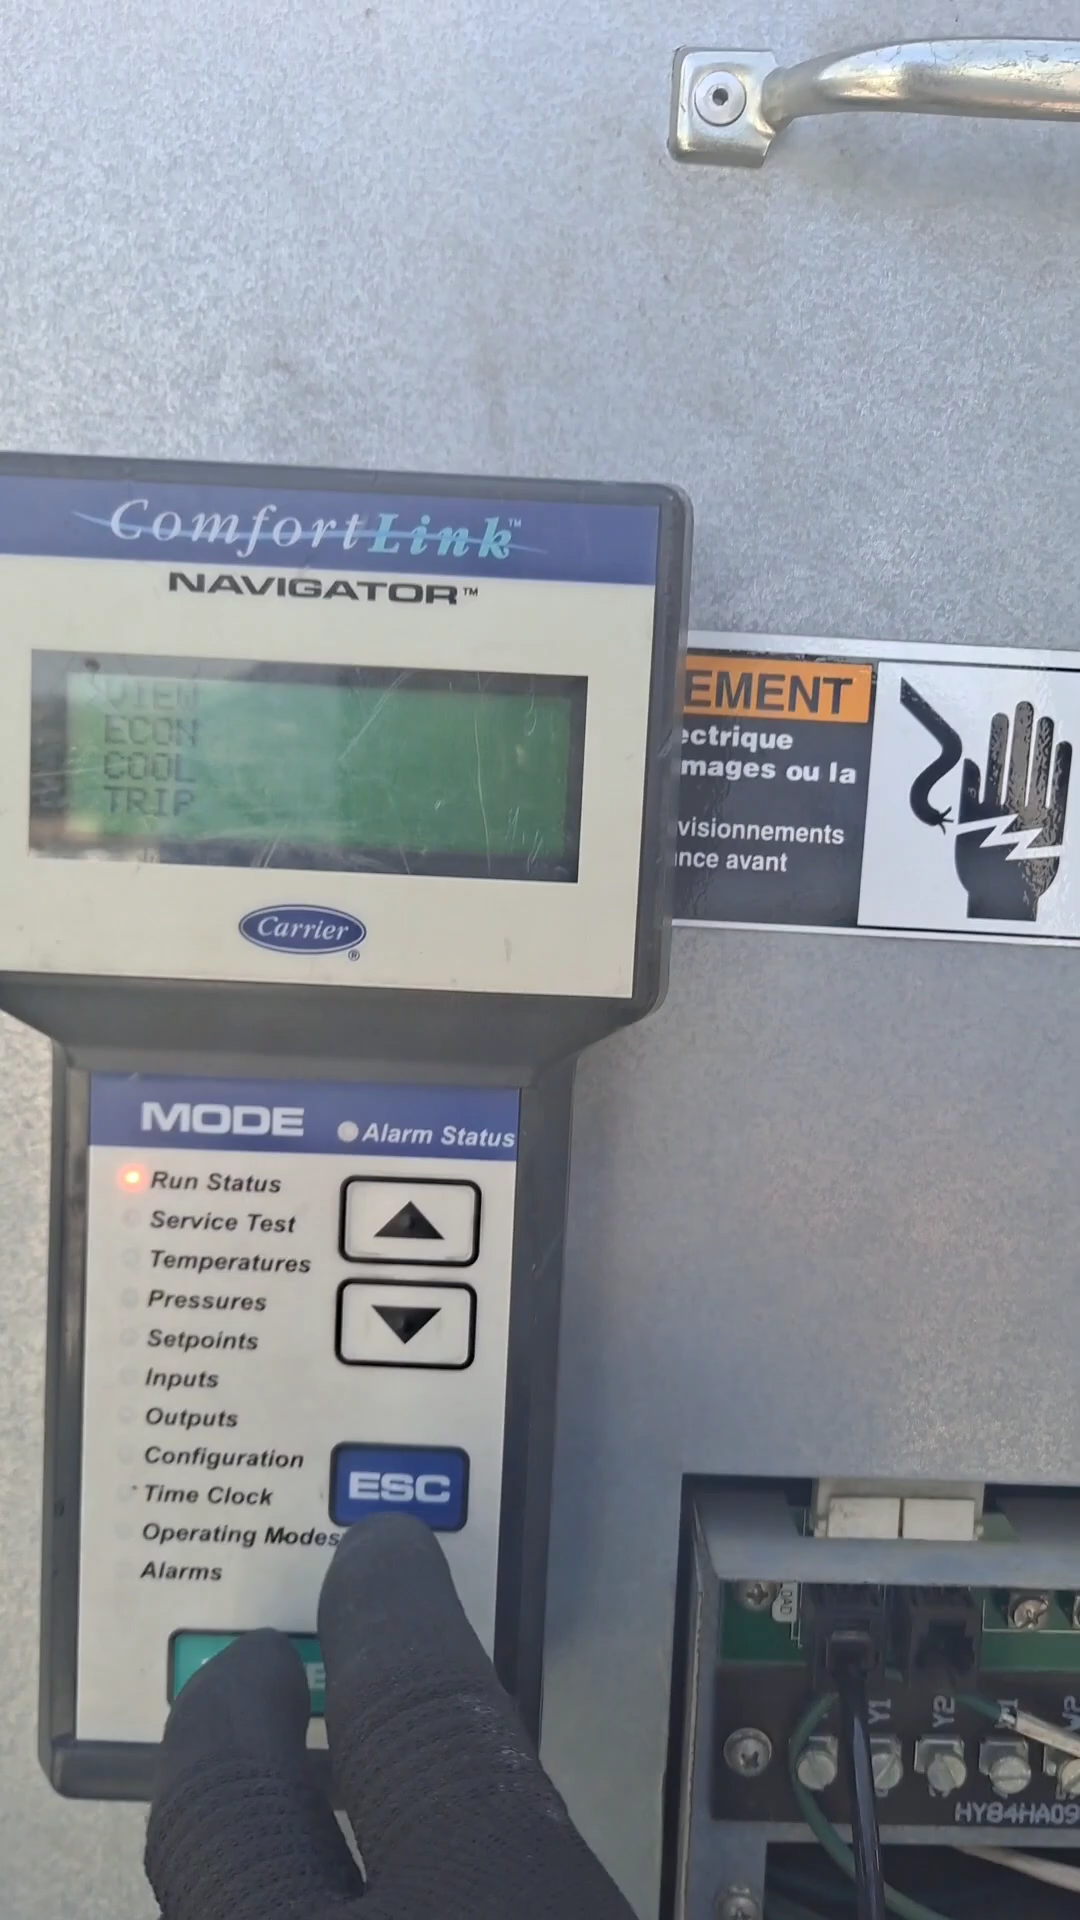 ComfortLink™
NAVIGATOR™
VIEW
ECON
COOL
TRIP
Carrier
®
EMENT
ectrique
mages ou la
visionnements
nce avant
MODE
Alarm Status
Run Status
Service Test
Temperatures
Pressures
Setpoints
Inputs
Outputs
Configuration
Time Clock
Operating Modes
Alarms
ESC
E
OAD
Y1
Y2
HY84HA09